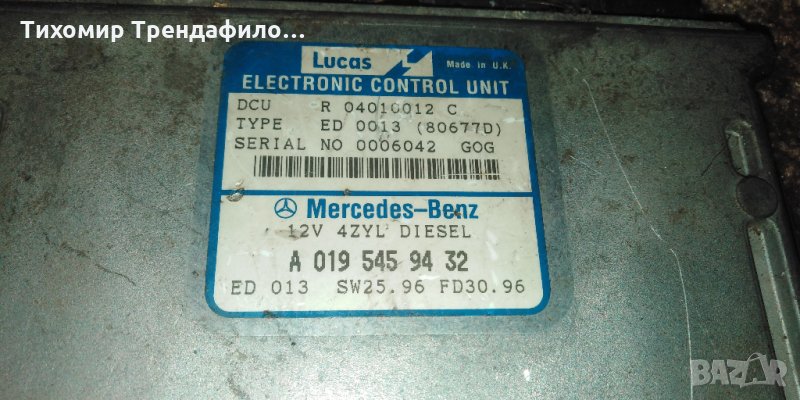 Тихомир Трендафило...
Lucas
Made in U.K.
ELECTRONIC CONTROL UNIT
DCU R 04010012 C
TYPE ED 0013 (80677D)
SERIAL NO 0006042 GOG
Mercedes-Benz
12V 4ZYL DIESEL
A 019 545 94 32
ED 013 SW25.96 FD30.96
BAZAR